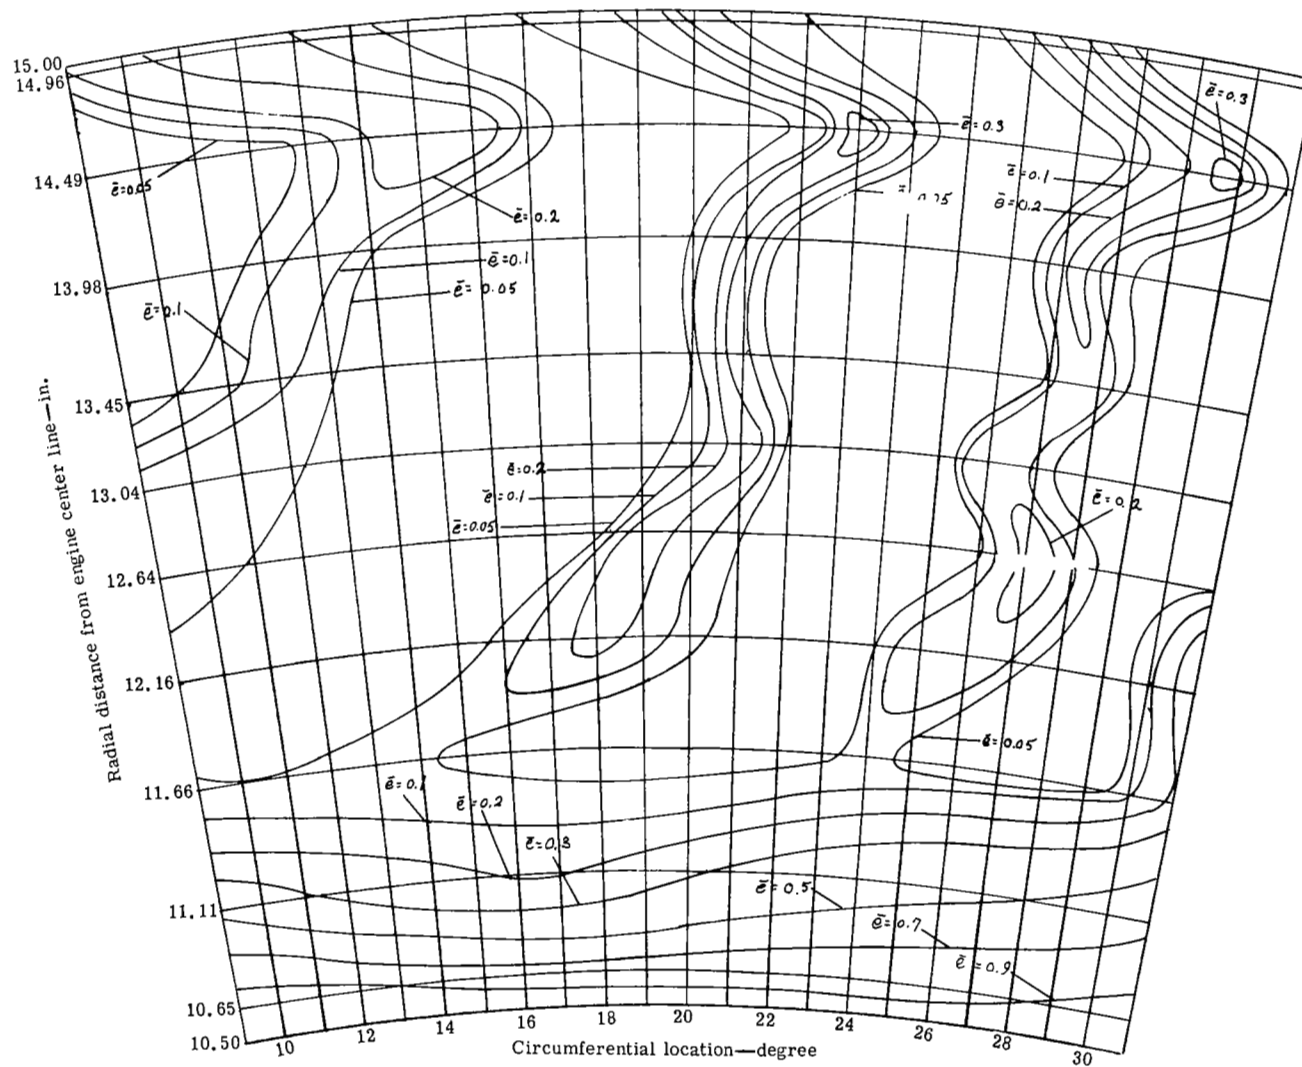 15.00
14.96
ē=0.3
ē=0.3
14.49
ē=0.05
ē=0.1
ē=0.2
ē=0.2
ē=0.1
13.98
ē=0.05
ē=0.1
13.45
13.04
ē=0.2
ē=0.1
ē=0.2
ē=0.05
12.64
12.16
ē=0.05
11.66
ē=0.1
ē=0.2
ē=0.3
ē=0.5
11.11
ē=0.7
ē=0.9
10.65
10.50
10
12
14
16
18
20
22
24
26
28
30
Radial distance from engine center line—in.
Circumferential location—degree